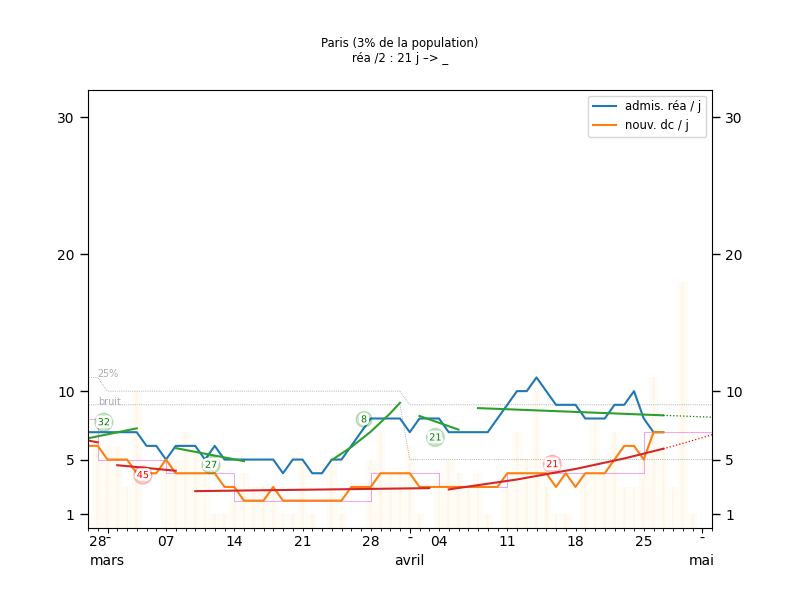 Paris (3% de la population)
réa /2 : 21 j –> _
admis. réa / j
nouv. dc / j
30
30
20
20
25%
10
bruit
10
32
8
21
27
45
21
5
5
1
1
28 - 07 14 21 28 - 04 11 18 25 -
mars avril mai